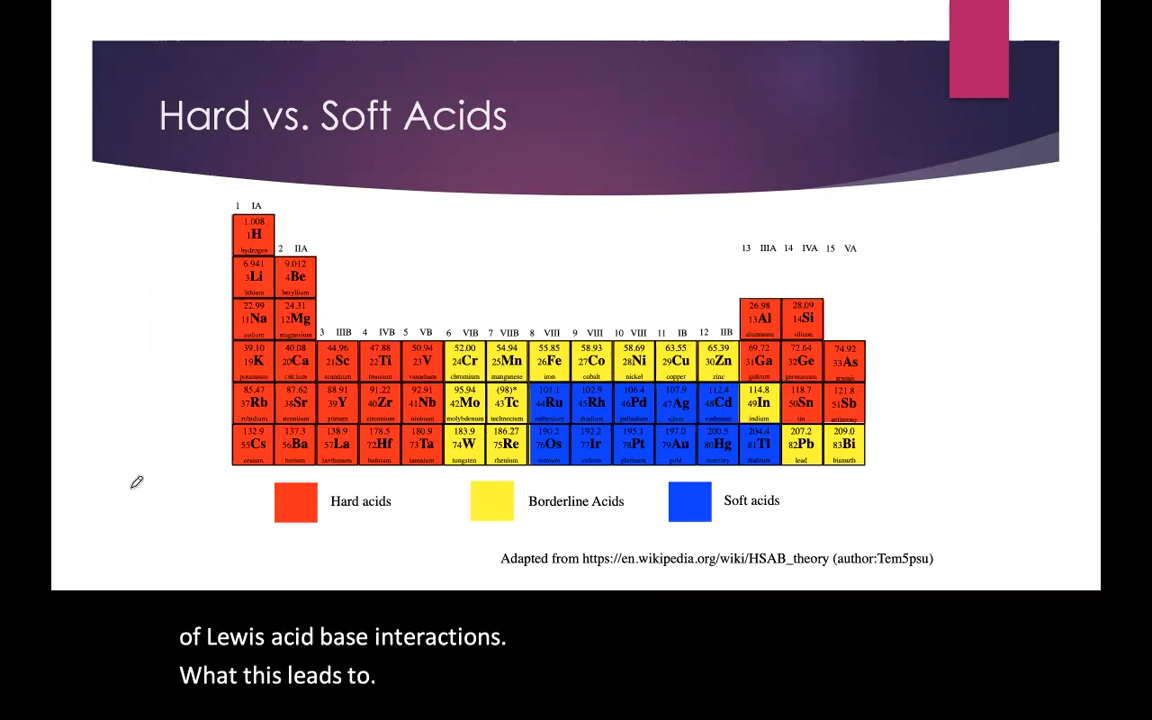 Hard vs. Soft Acids
1 IA
1.008
1H
hydrogen
2 IIA
13 IIIA 14 IVA 15 VA
6.941 9.012
3Li 4Be
lithium beryllium
22.99 24.31 26.98 28.09
11Na 12Mg 13Al 14Si
sodium magnesium 3 IIIB 4 IVB 5 VB 6 VIB 7 VIIB 8 VIII 9 VIII 10 VIII 11 IB 12 IIB aluminum silicon
39.10 40.08 44.96 47.88 50.94 52.00 54.94 55.85 58.93 58.69 63.55 65.39 69.72 72.64 74.92
19K 20Ca 21Sc 22Ti 23V 24Cr 25Mn 26Fe 27Co 28Ni 29Cu 30Zn 31Ga 32Ge 33As
potassium calcium scandium titanium vanadium chromium manganese iron cobalt nickel copper zinc gallium germanium arsenic
85.47 87.62 88.91 91.22 92.91 95.94 (98)* 101.1 102.9 106.4 107.9 112.4 114.8 118.7 121.8
37Rb 38Sr 39Y 40Zr 41Nb 42Mo 43Tc 44Ru 45Rh 46Pd 47Ag 48Cd 49In 50Sn 51Sb
rubidium strontium yttrium zirconium niobium molybdenum technecium ruthenium rhodium palladium silver cadmium indium tin antimony
132.9 137.3 138.9 178.5 180.9 183.9 186.27 190.2 192.2 195.1 197.0 200.5 204.4 207.2 209.0
55Cs 56Ba 57La 72Hf 73Ta 74W 75Re 76Os 77Ir 78Pt 79Au 80Hg 81Tl 82Pb 83Bi
cesium barium lanthanum hafnium tantalum tungsten rhenium osmium iridium platinum gold mercury thallium lead bismuth
Hard acids Borderline Acids Soft acids
Adapted from https://en.wikipedia.org/wiki/HSAB_theory (author:Tem5psu)
of Lewis acid base interactions.
What this leads to.